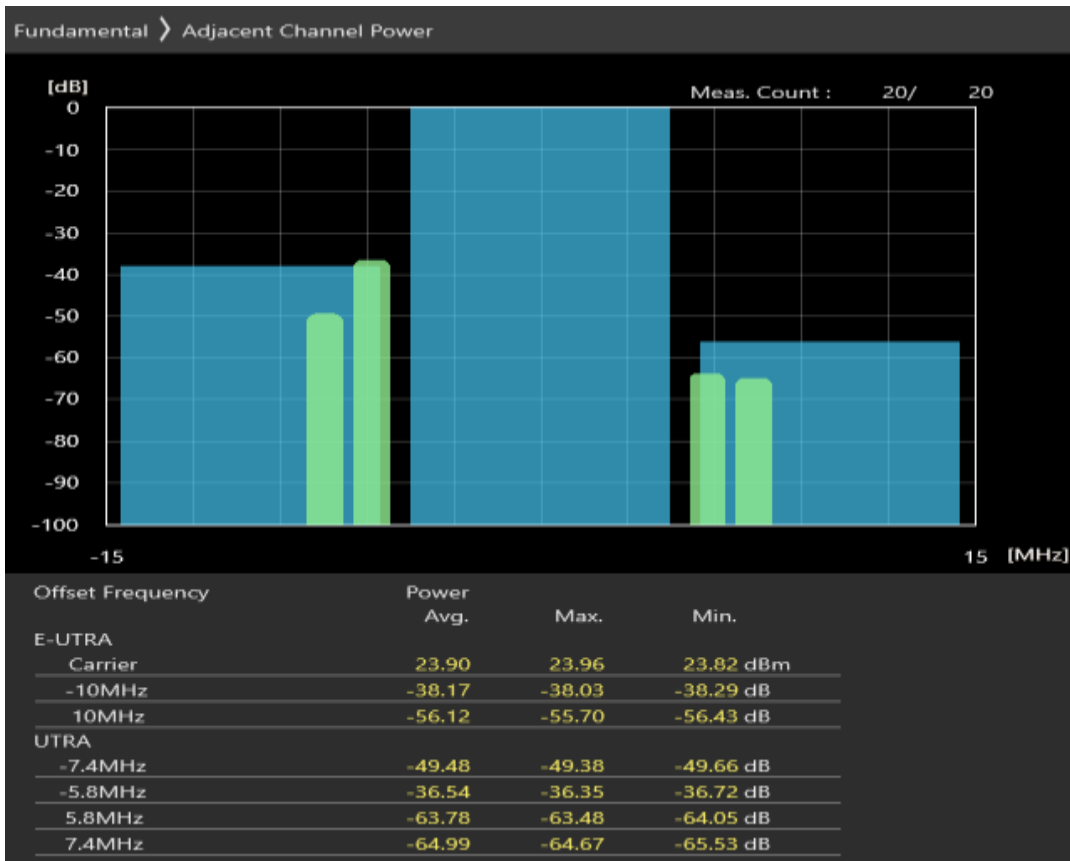 Fundamental ❯ Adjacent Channel Power
[dB]
Meas. Count : 20/ 20
0
-10
-20
-30
-40
-50
-60
-70
-80
-90
-100
-15 15 [MHz]
Offset Frequency Power
Avg. Max. Min.
E-UTRA
Carrier 23.90 23.96 23.82 dBm
-10MHz -38.17 -38.03 -38.29 dB
10MHz -56.12 -55.70 -56.43 dB
UTRA
-7.4MHz -49.48 -49.38 -49.66 dB
-5.8MHz -36.54 -36.35 -36.72 dB
5.8MHz -63.78 -63.48 -64.05 dB
7.4MHz -64.99 -64.67 -65.53 dB